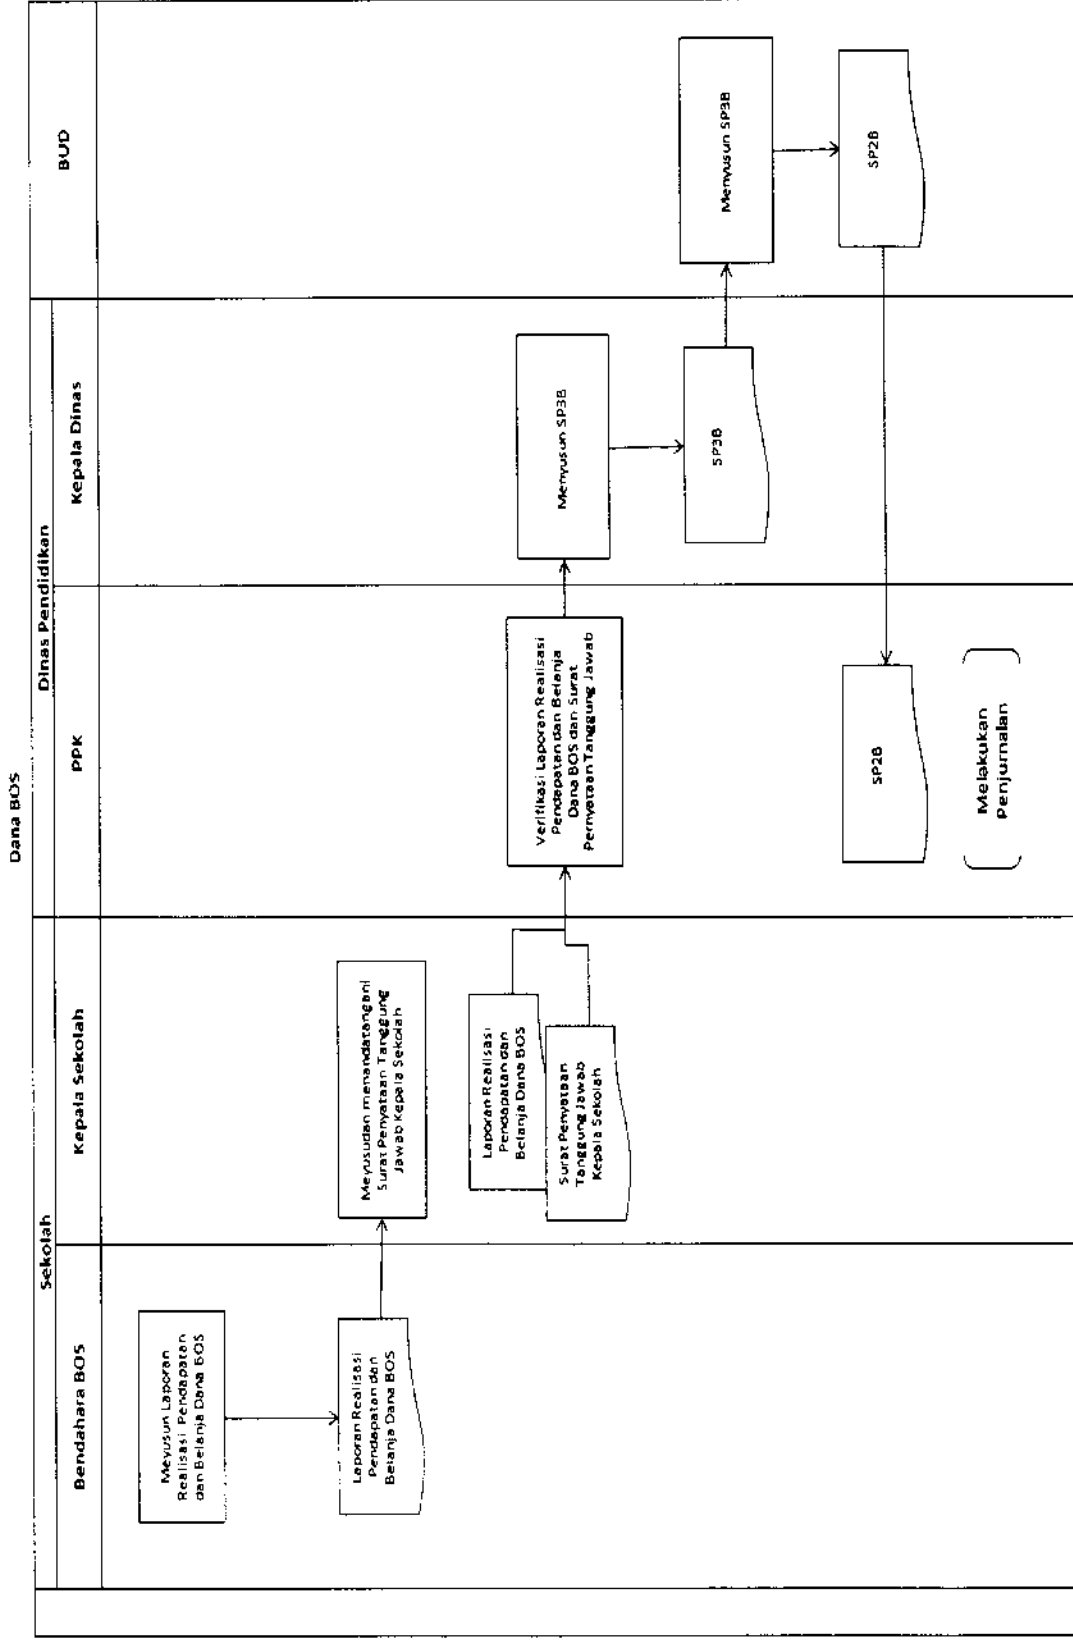 Dana BOS
Sekolah
Dinas Pendidikan
BUD
Bendahara BOS
Kepala Sekolah
PPK
Kepala Dinas
Meyusun Laporan
Realisasi Pendapatan
dan Belanja Dana BOS
Laporan Realisasi
Pendapatan dan
Belanja Dana BOS
Meyusudan menandatangani
Surat Penyataan Tanggung
Jawab Kepala Sekolah
Laporan Realisasi
Pendapatan dan
Belanja Dana BOS
Surat Penyataan
Tanggung Jawab
Kepala Sekolah
Verifikasi Laporan Realisasi
Pendapatan dan Belanja
Dana BOS dan Surat
Pernyataan Tanggung Jawab
Menyusun SP3B
SP3B
Menyusun SP3B
SP2B
SP2B
Melakukan
Penjurnalan